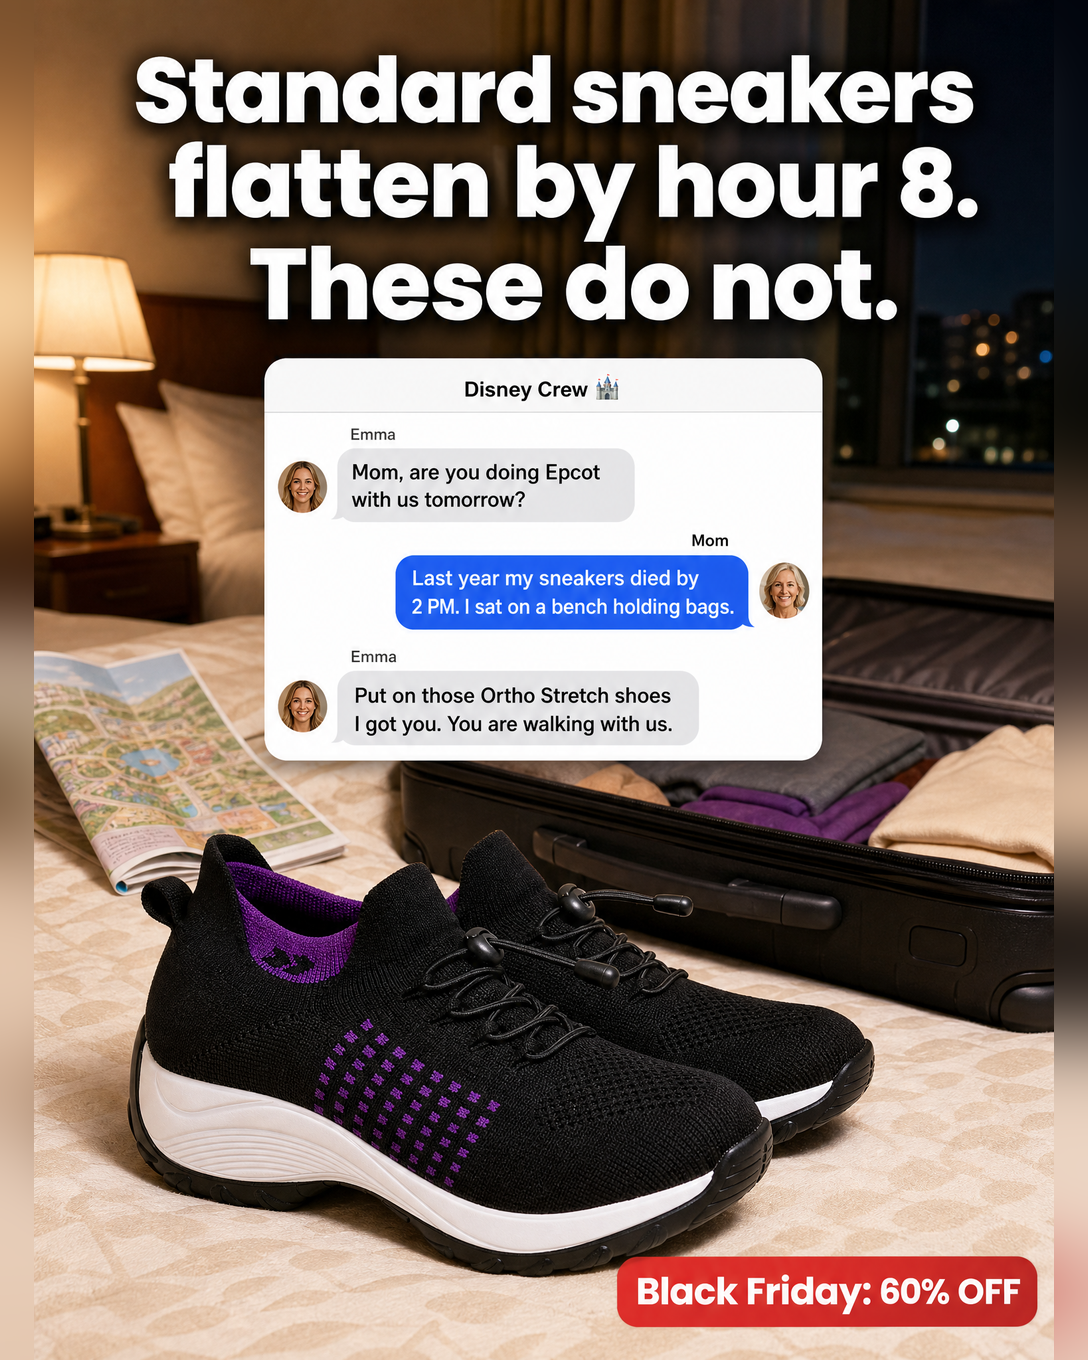 Standard sneakers
flatten by hour 8.
These do not.
Disney Crew 🏰
Emma
Mom, are you doing Epcot
with us tomorrow?
Mom
Last year my sneakers died by
2 PM. I sat on a bench holding bags.
Emma
Put on those Ortho Stretch shoes
I got you. You are walking with us.
Black Friday: 60% OFF